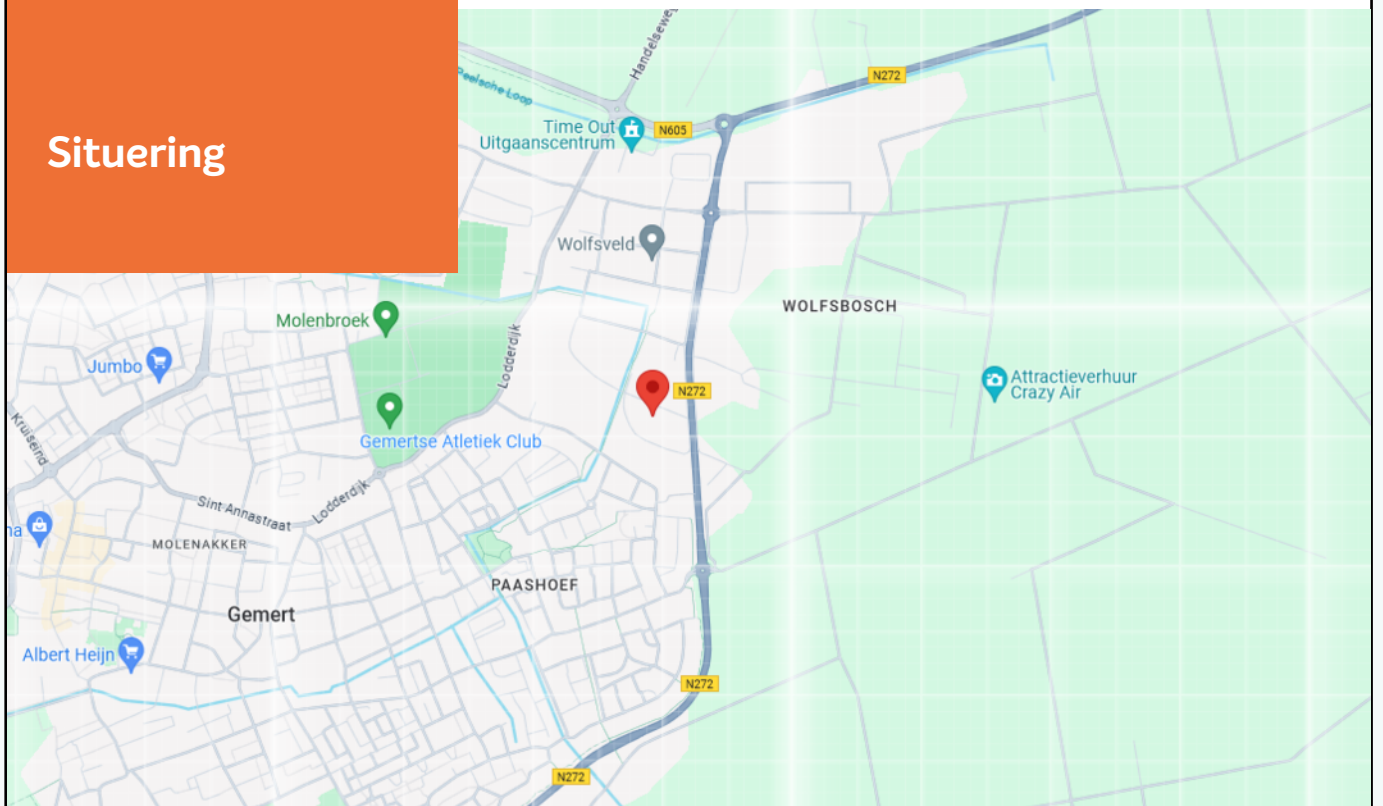 Situering
Handelseweg
N272
Peelsche Loop
Time Out
Uitgaanscentrum
N605
Wolfsveld
WOLFSBOSCH
Molenbroek
Lodderdijk
Jumbo
N272
Attractieverhuur
Crazy Air
Kruiseind
Gemertse Atletiek Club
Sint Annastraat
Lodderdijk
na
MOLENAKKER
PAASHOEF
Gemert
Albert Heijn
N272
N272